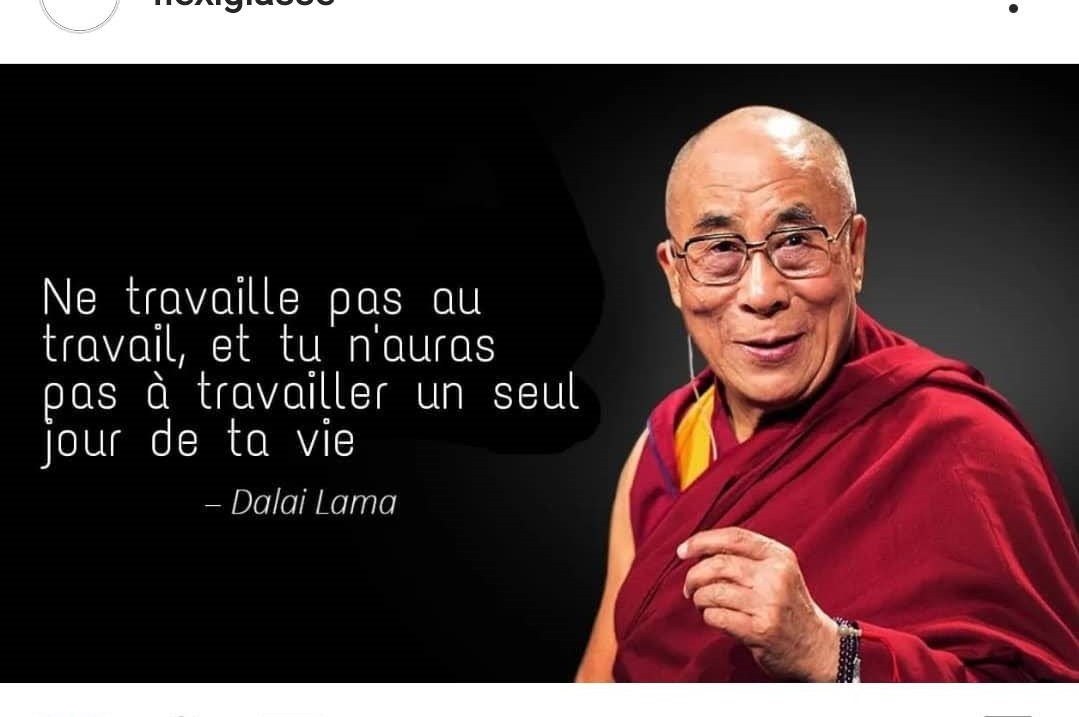 Ne travaille pas au
travail, et tu n'auras
pas à travailler un seul
jour de ta vie
– Dalai Lama